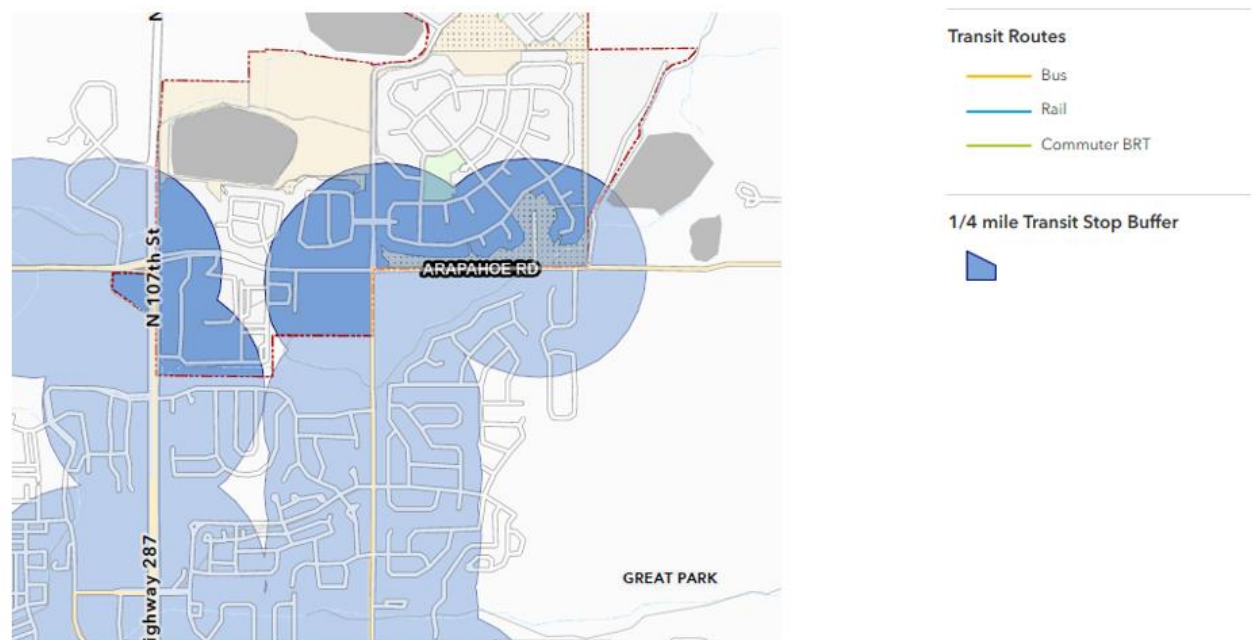 N
N 107th St
ARAPAHOE RD
ighway 287
GREAT PARK
Transit Routes
Bus
Rail
Commuter BRT
1/4 mile Transit Stop Buffer